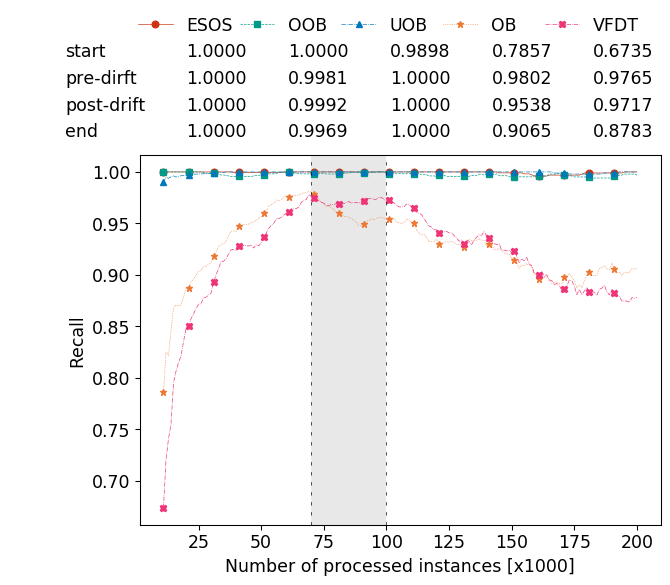 ESOS OOB UOB OB VFDT
start 1.0000 1.0000 0.9898 0.7857 0.6735
pre-dirft 1.0000 0.9981 1.0000 0.9802 0.9765
post-drift 1.0000 0.9992 1.0000 0.9538 0.9717
end 1.0000 0.9969 1.0000 0.9065 0.8783
1.00
0.95
0.90
0.85
0.80
0.75
0.70
Recall
25 50 75 100 125 150 175 200
Number of processed instances [x1000]